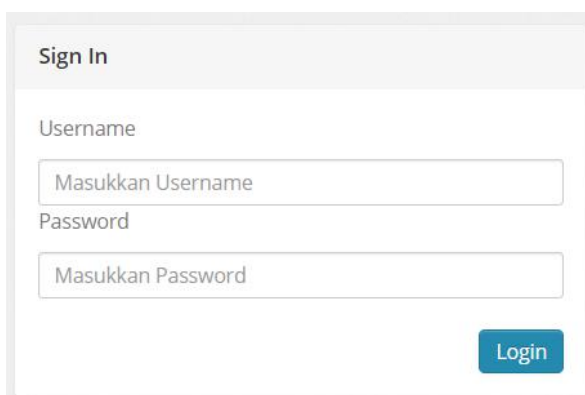 Sign In
Username
Masukkan Username
Password
Masukkan Password
Login